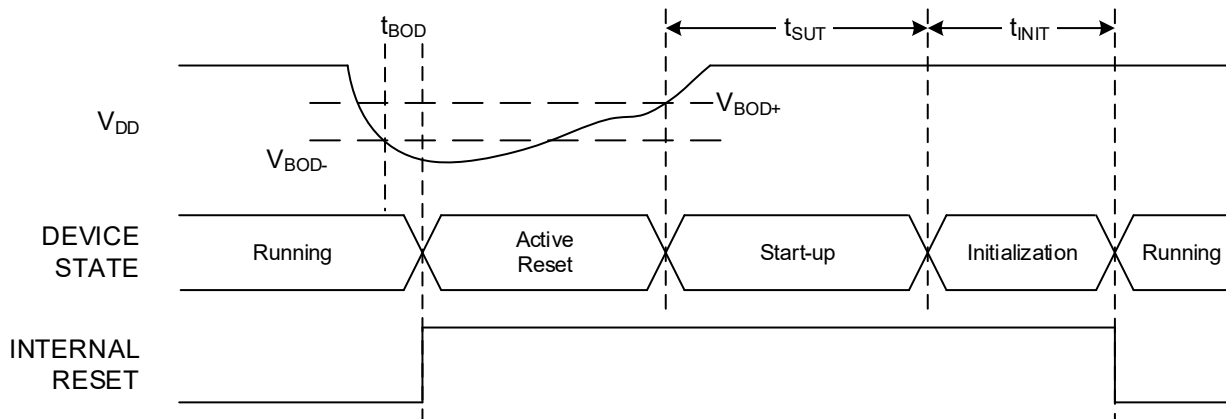 tBOD
tSUT
tINIT
VDD
VBOD+
VBOD-
DEVICE
STATE
Running
Active
Reset
Start-up
Initialization
Running
INTERNAL
RESET